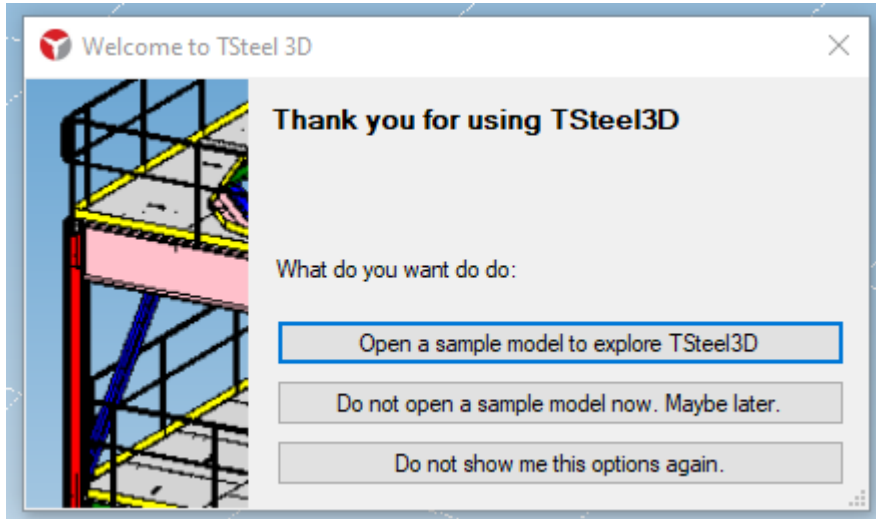 Welcome to TSteel 3D
Thank you for using TSteel3D
What do you want do do:
Open a sample model to explore TSteel3D
Do not open a sample model now. Maybe later.
Do not show me this options again.